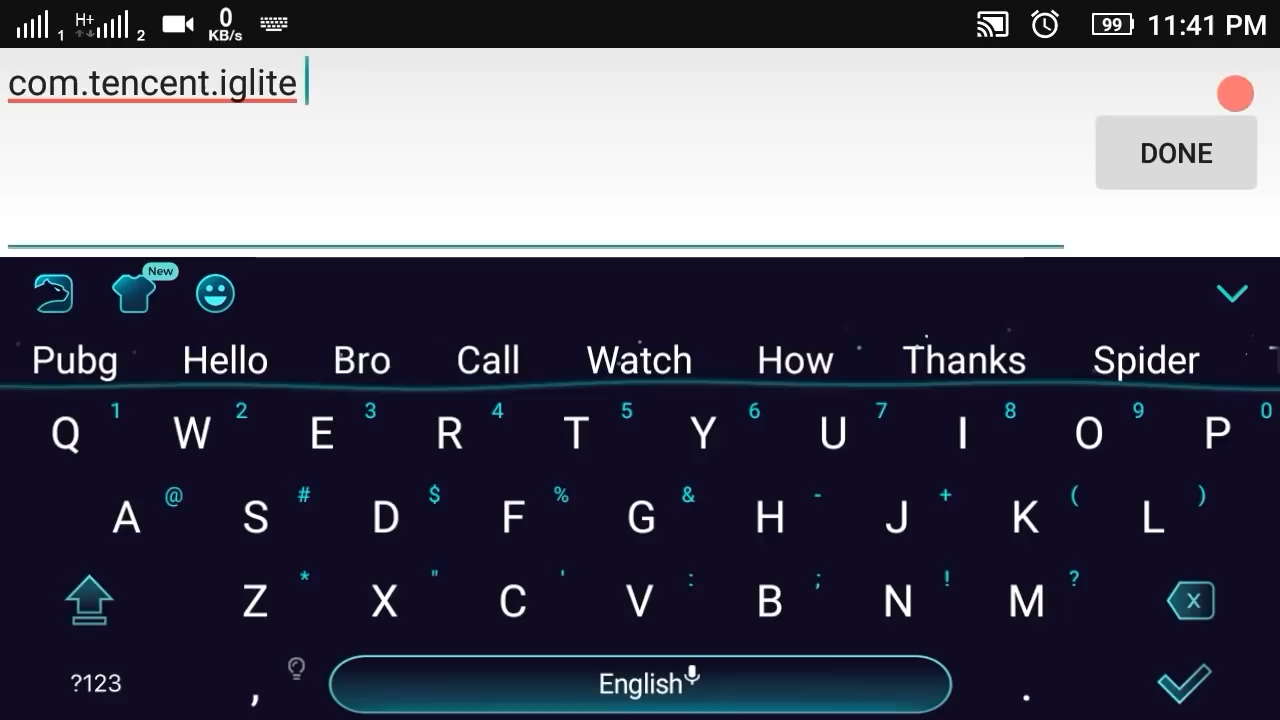 1 H+ 2 0 KB/s 99 11:41 PM
com.tencent.iglite
DONE
New
Pubg Hello Bro Call Watch How Thanks Spider
1 2 3 4 5 6 7 8 9 0
Q W E R T Y U I O P
@ # $ % & - + ( )
A S D F G H J K L
* " ' : ; ! ?
Z X C V B N M X
?123 , English .